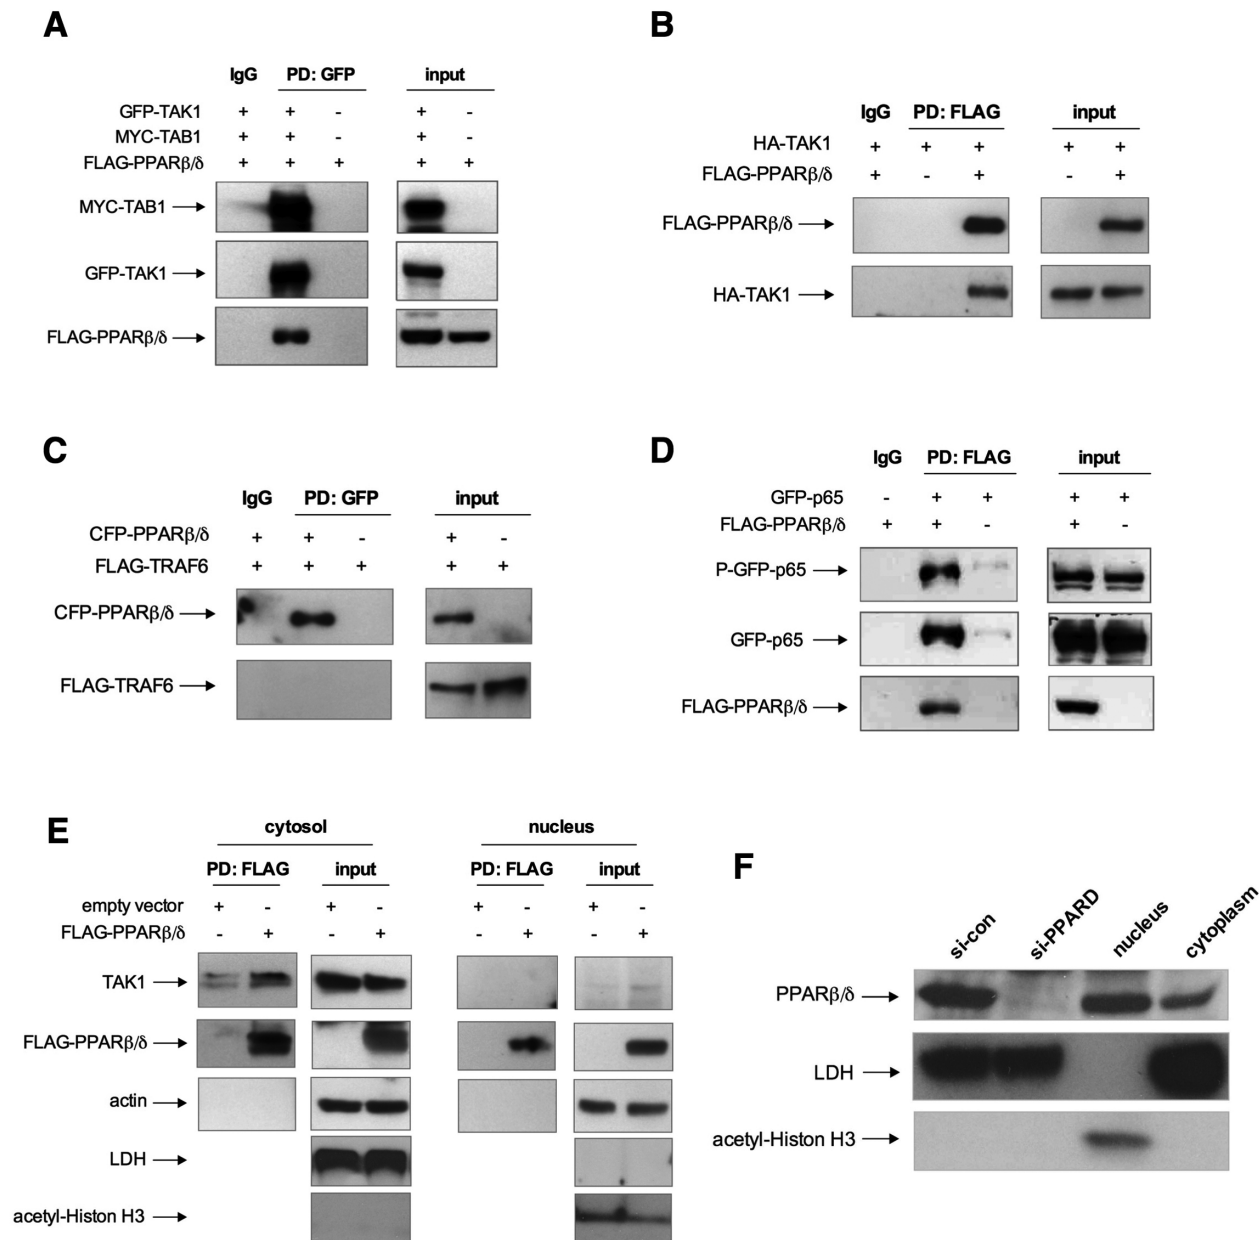 A
IgG PD: GFP input
GFP-TAK1 + + - + -
MYC-TAB1 + + - + -
FLAG-PPARβ/δ + + + + +
MYC-TAB1
GFP-TAK1
FLAG-PPARβ/δ
B
IgG PD: FLAG input
HA-TAK1 + + + + +
FLAG-PPARβ/δ + - + - +
FLAG-PPARβ/δ
HA-TAK1
C
IgG PD: GFP input
CFP-PPARβ/δ + + - + -
FLAG-TRAF6 + + + + +
CFP-PPARβ/δ
FLAG-TRAF6
D
IgG PD: FLAG input
GFP-p65 - + + + +
FLAG-PPARβ/δ + + - + -
P-GFP-p65
GFP-p65
FLAG-PPARβ/δ
E
cytosol nucleus
PD: FLAG input PD: FLAG input
empty vector + - + - + - + -
FLAG-PPARβ/δ - + - + - + - +
TAK1
FLAG-PPARβ/δ
actin
LDH
acetyl-Histon H3
F
si-con si-PPARD nucleus cytoplasm
PPARβ/δ
LDH
acetyl-Histon H3